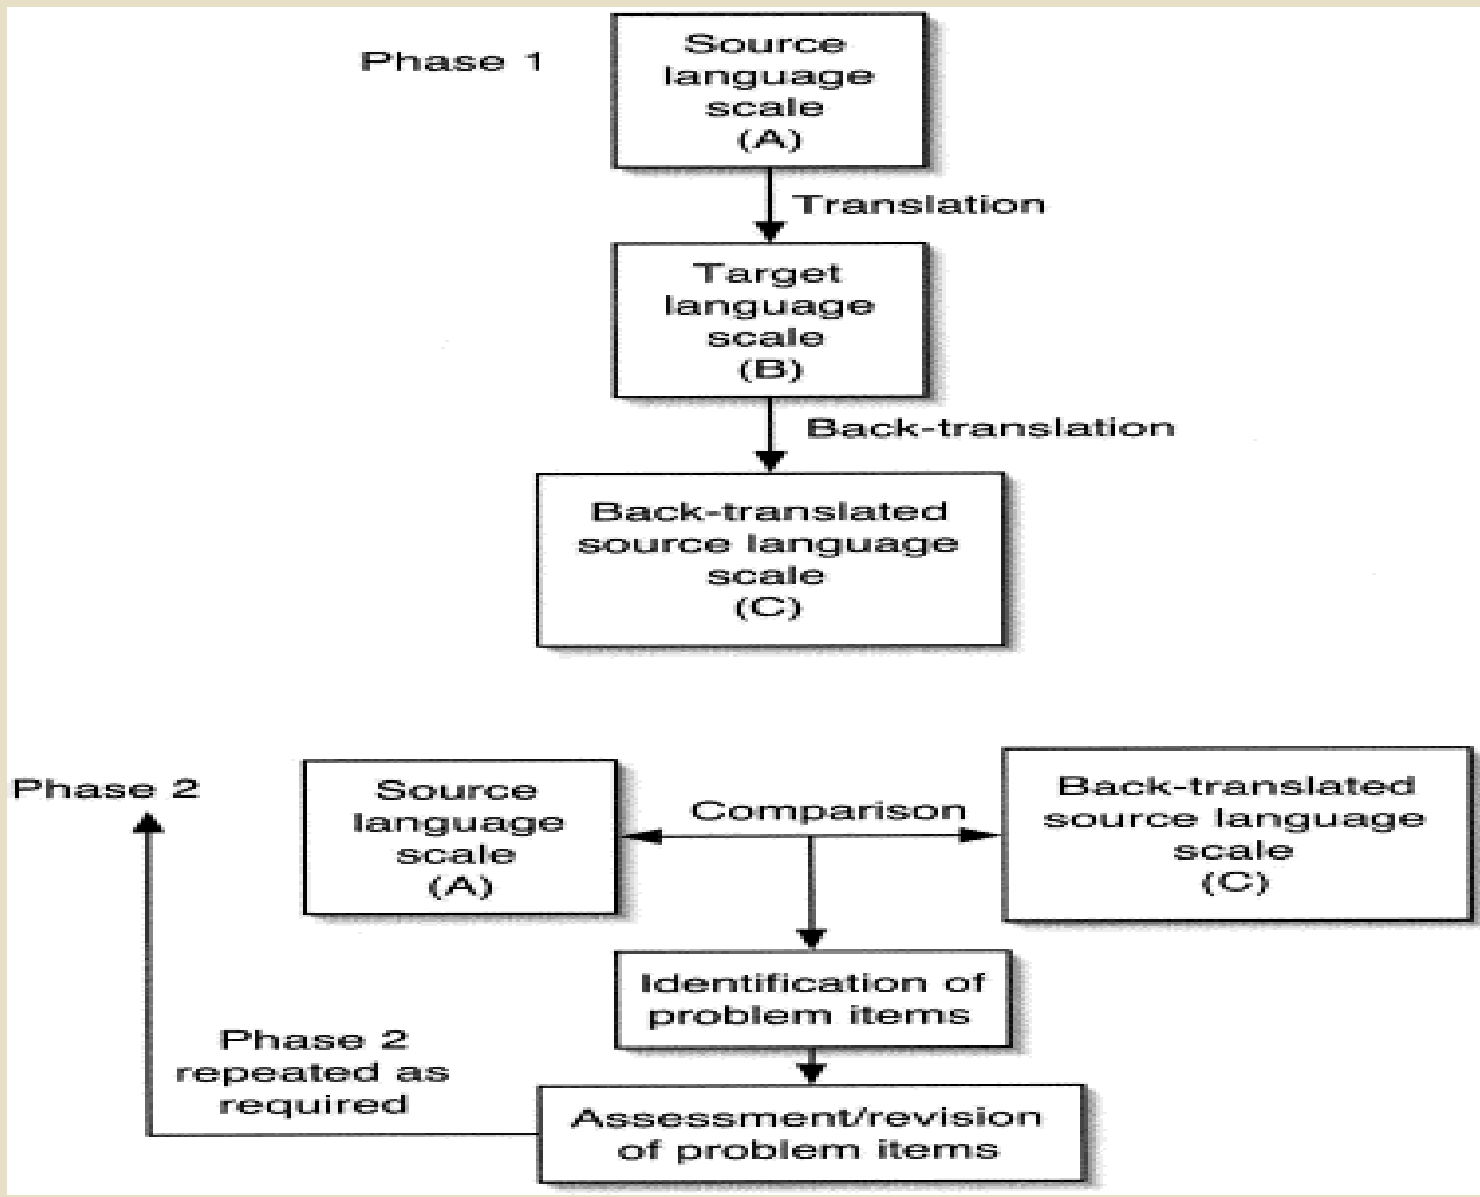 Phase 1
Source
language
scale
(A)
Translation
Target
language
scale
(B)
Back-translation
Back-translated
source language
scale
(C)
Phase 2
Source
language
scale
(A)
Comparison
Back-translated
source language
scale
(C)
Identification of
problem items
Phase 2
repeated as
required
Assessment/revision
of problem items